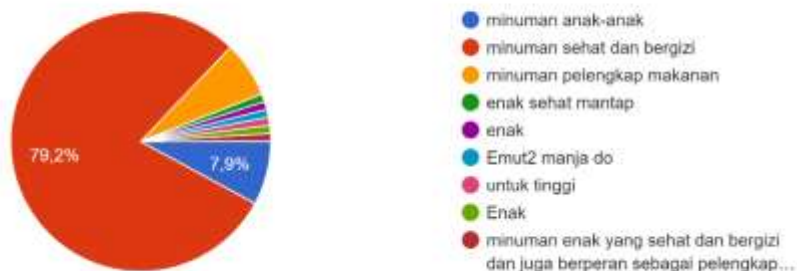 79,2%
7,9%
minuman anak-anak
minuman sehat dan bergizi
minuman pelengkap makanan
enak sehat mantap
enak
Emut2 manja do
untuk tinggi
Enak
minuman enak yang sehat dan bergizi
dan juga berperan sebagai pelengkap...